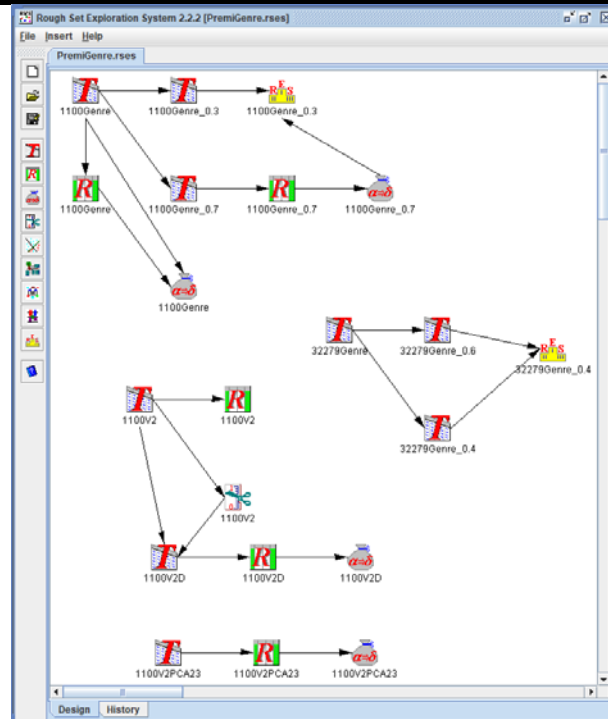 Rough Set Exploration System 2.2.2 [PremiGenre.rses]
File Insert Help
PremiGenre.rses
T T R E S
1100Genre 1100Genre_0.3 1100Genre_0.3
R T R α=δ
1100Genre 1100Genre_0.7 1100Genre_0.7 1100Genre_0.7
α=δ
1100Genre
T T R E S
32279Genre 32279Genre_0.6
32279Genre_0.4
T R T
1100V2 1100V2
32279Genre_0.4
1100V2
T R α=δ
1100V2D 1100V2D 1100V2D
T R α=δ
1100V2PCA23 1100V2PCA23 1100V2PCA23
Design History